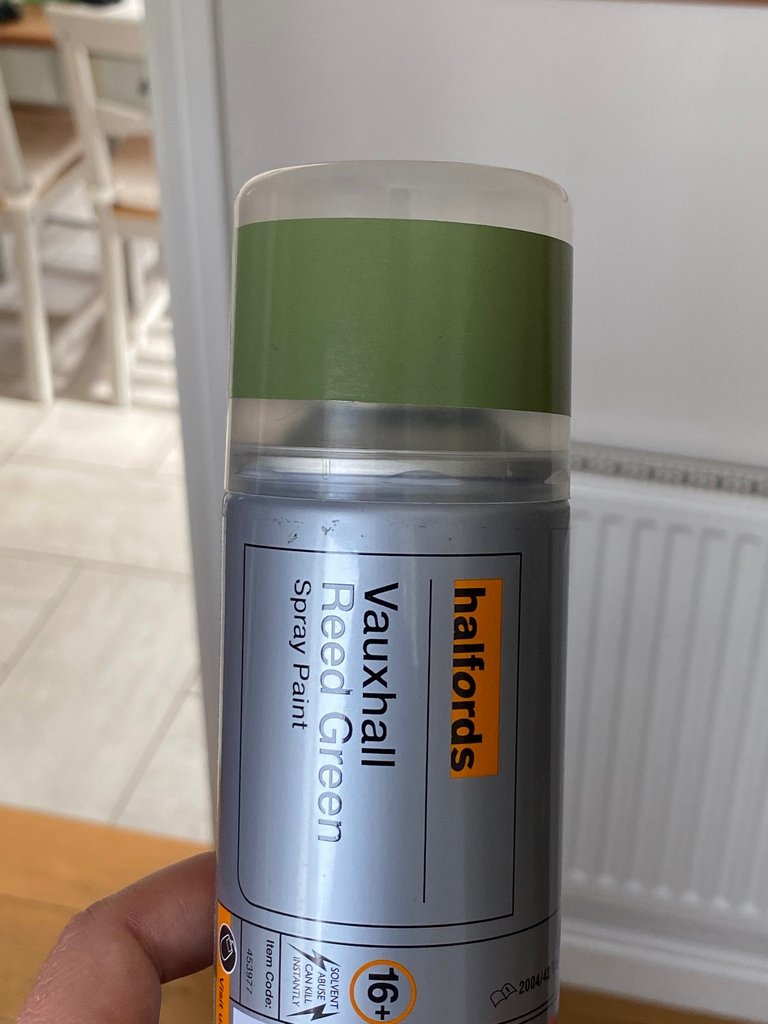 halfords
Vauxhall
Reed Green
Spray Paint
16+
SOLVENT
ABUSE
CAN KILL
INSTANTLY
Item Code:
453977